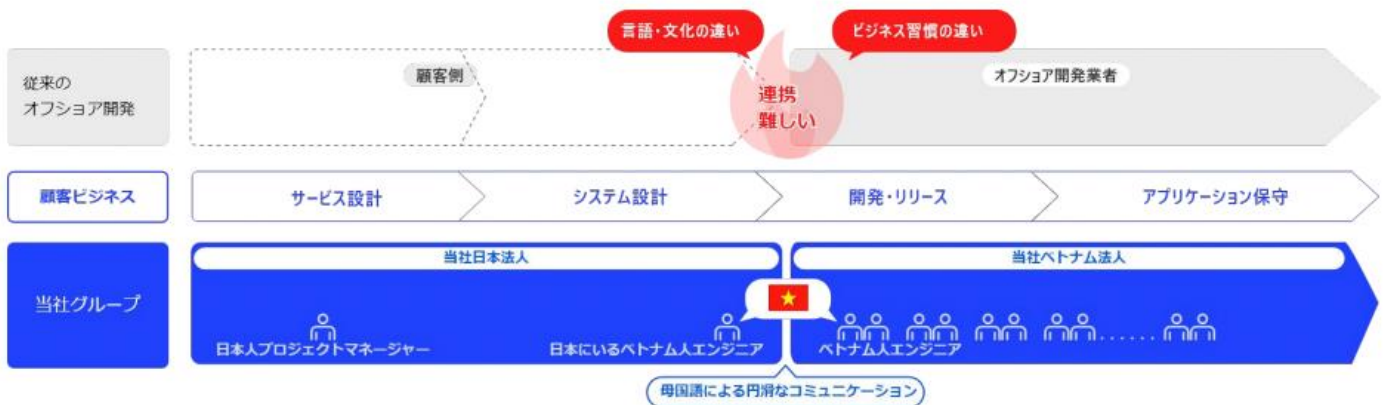 言語・文化の違い
ビジネス習慣の違い
従来の
オフショア開発
顧客側
連携
難しい
オフショア開発業者
顧客ビジネス
サービス設計
システム設計
開発・リリース
アプリケーション保守
当社グループ
当社日本法人
当社ベトナム法人
日本人プロジェクトマネージャー
日本にいるベトナム人エンジニア
ベトナム人エンジニア
......
母国語による円滑なコミュニケーション